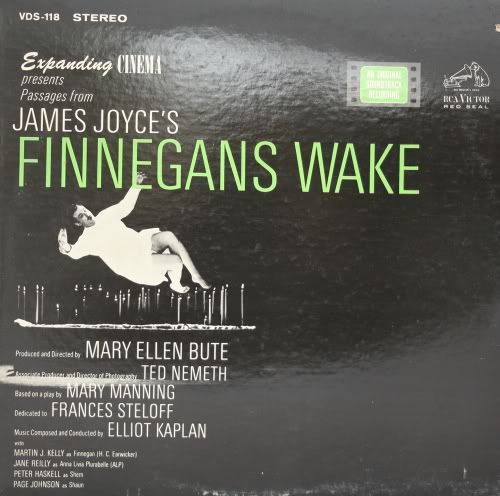 VDS-118 STEREO
Expanding CINEMA
presents
Passages from
JAMES JOYCE'S
FINNEGANS WAKE
AN ORIGINAL
SOUNDTRACK
RECORDING
RCA VICTOR
RED SEAL
Produced and Directed by MARY ELLEN BUTE
Associate Producer and Director of Photography TED NEMETH
Based on a play by MARY MANNING
Dedicated to FRANCES STELOFF
Music Composed and Conducted by ELLIOT KAPLAN
with
MARTIN J. KELLY as Finnegan (H. C. Earwicker)
JANE REILLY as Anna Livia Plurabelle (ALP)
PETER HASKELL as Shem
PAGE JOHNSON as Shaun